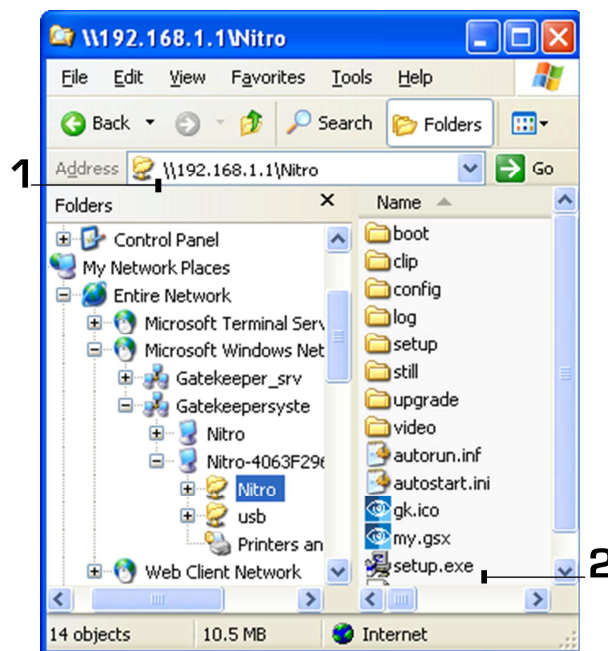 \\192.168.1.1\Nitro
File Edit View Favorites Tools Help
Back Search Folders
Address \\192.168.1.1\Nitro Go
1
Folders
Control Panel
My Network Places
Entire Network
Microsoft Terminal Serv
Microsoft Windows Net
Gatekeeper_srv
Gatekeepersyste
Nitro
Nitro-4063F296
Nitro
usb
Printers an
Web Client Network
Name
boot
clip
config
log
setup
still
upgrade
video
autorun.inf
autostart.ini
gk.ico
my.gsx
setup.exe
2
14 objects 10.5 MB Internet